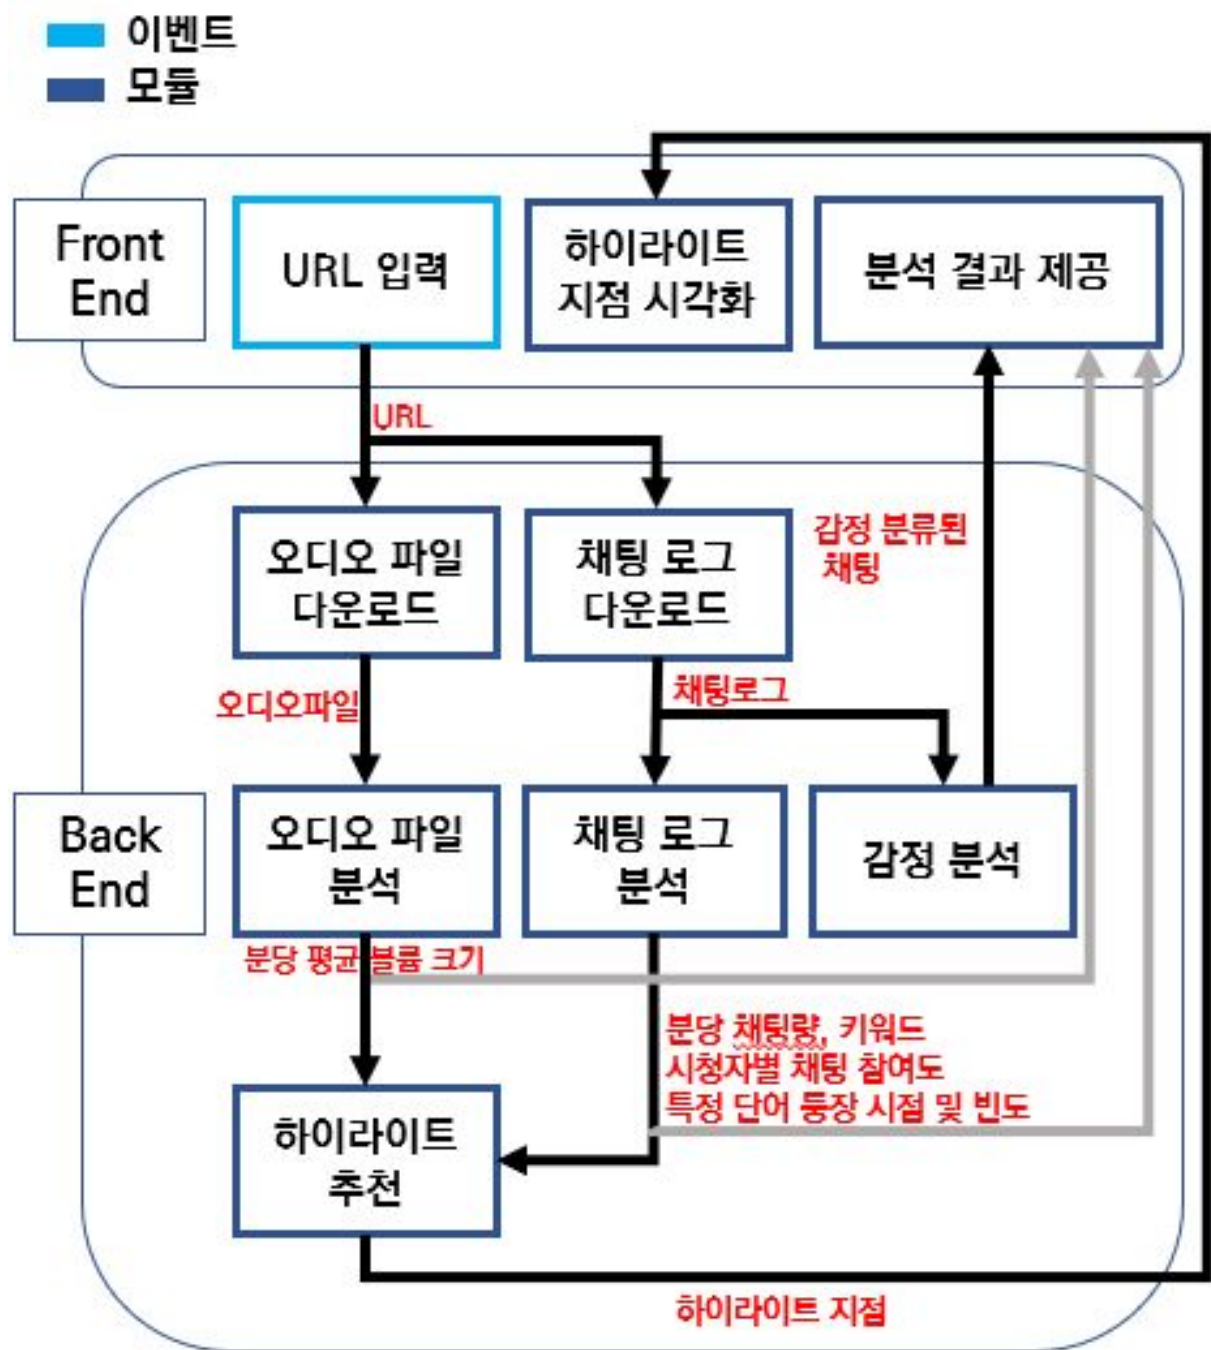 이벤트
모듈
Front
End
URL 입력
하이라이트
지점 시각화
분석 결과 제공
URL
오디오 파일
다운로드
채팅 로그
다운로드
감정 분류된
채팅
오디오파일
채팅로그
Back
End
오디오 파일
분석
채팅 로그
분석
감정 분석
분당 평균 볼륨 크기
분당 채팅량, 키워드
시청자별 채팅 참여도
특정 단어 등장 시점 및 빈도
하이라이트
추천
하이라이트 지점